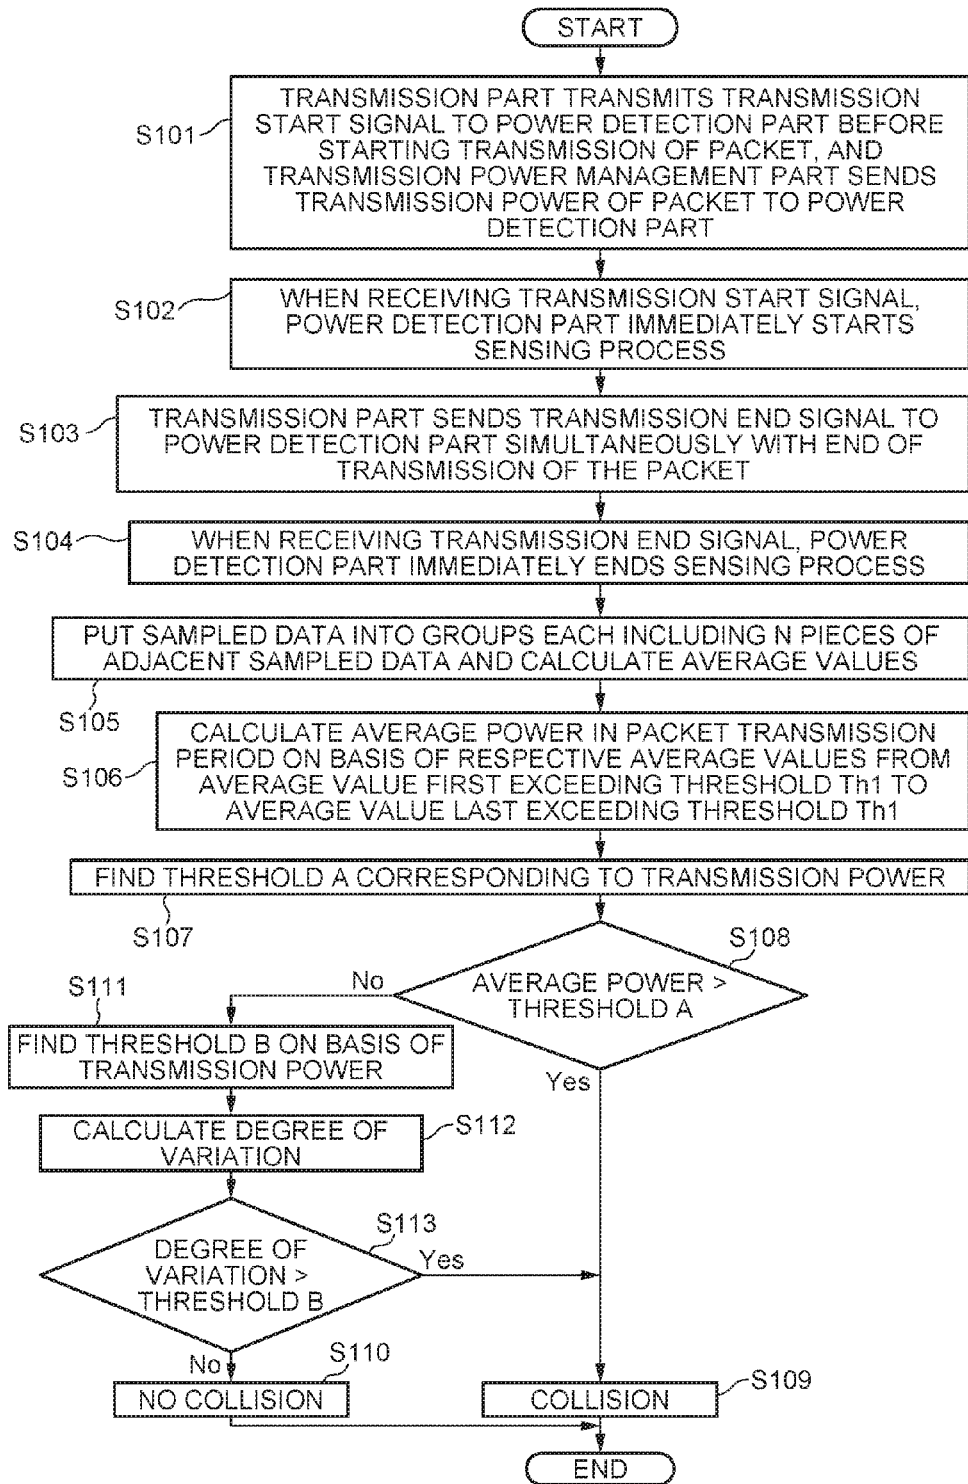 START
S101
TRANSMISSION PART TRANSMITS TRANSMISSION
START SIGNAL TO POWER DETECTION PART BEFORE
STARTING TRANSMISSION OF PACKET, AND
TRANSMISSION POWER MANAGEMENT PART SENDS
TRANSMISSION POWER OF PACKET TO POWER
DETECTION PART
S102
WHEN RECEIVING TRANSMISSION START SIGNAL,
POWER DETECTION PART IMMEDIATELY STARTS
SENSING PROCESS
S103
TRANSMISSION PART SENDS TRANSMISSION END SIGNAL TO
POWER DETECTION PART SIMULTANEOUSLY WITH END OF
TRANSMISSION OF THE PACKET
S104
WHEN RECEIVING TRANSMISSION END SIGNAL, POWER
DETECTION PART IMMEDIATELY ENDS SENSING PROCESS
PUT SAMPLED DATA INTO GROUPS EACH INCLUDING N PIECES OF
ADJACENT SAMPLED DATA AND CALCULATE AVERAGE VALUES
S105
S106
CALCULATE AVERAGE POWER IN PACKET TRANSMISSION
PERIOD ON BASIS OF RESPECTIVE AVERAGE VALUES FROM
AVERAGE VALUE FIRST EXCEEDING THRESHOLD Th1 TO
AVERAGE VALUE LAST EXCEEDING THRESHOLD Th1
FIND THRESHOLD A CORRESPONDING TO TRANSMISSION POWER
S107
S108
AVERAGE POWER >
THRESHOLD A
No
Yes
S111
FIND THRESHOLD B ON BASIS OF
TRANSMISSION POWER
CALCULATE DEGREE OF
VARIATION
S112
S113
DEGREE OF
VARIATION >
THRESHOLD B
Yes
No
S110
NO COLLISION
COLLISION
S109
END